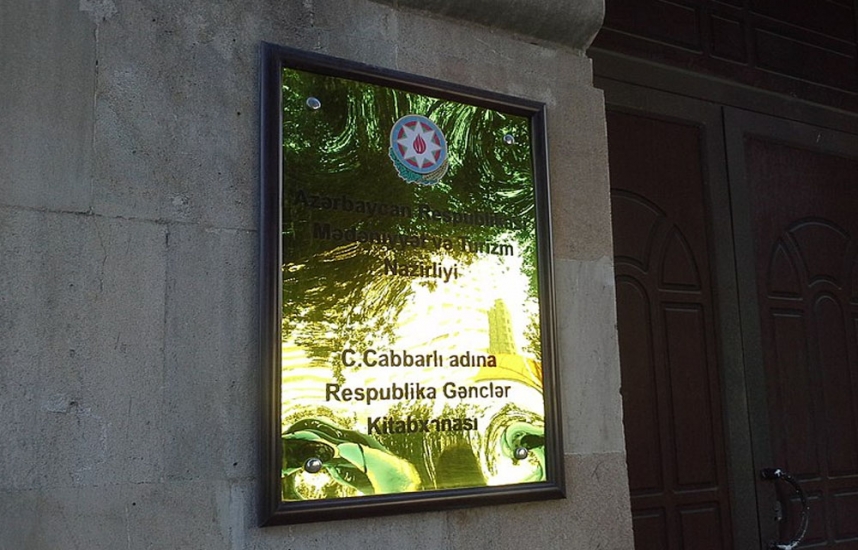 Azərbaycan Respublikası
Mədəniyyət və Turizm
Nazirliyi
C.Cabbarlı adına
Respublika Gənclər
Kitabxanası